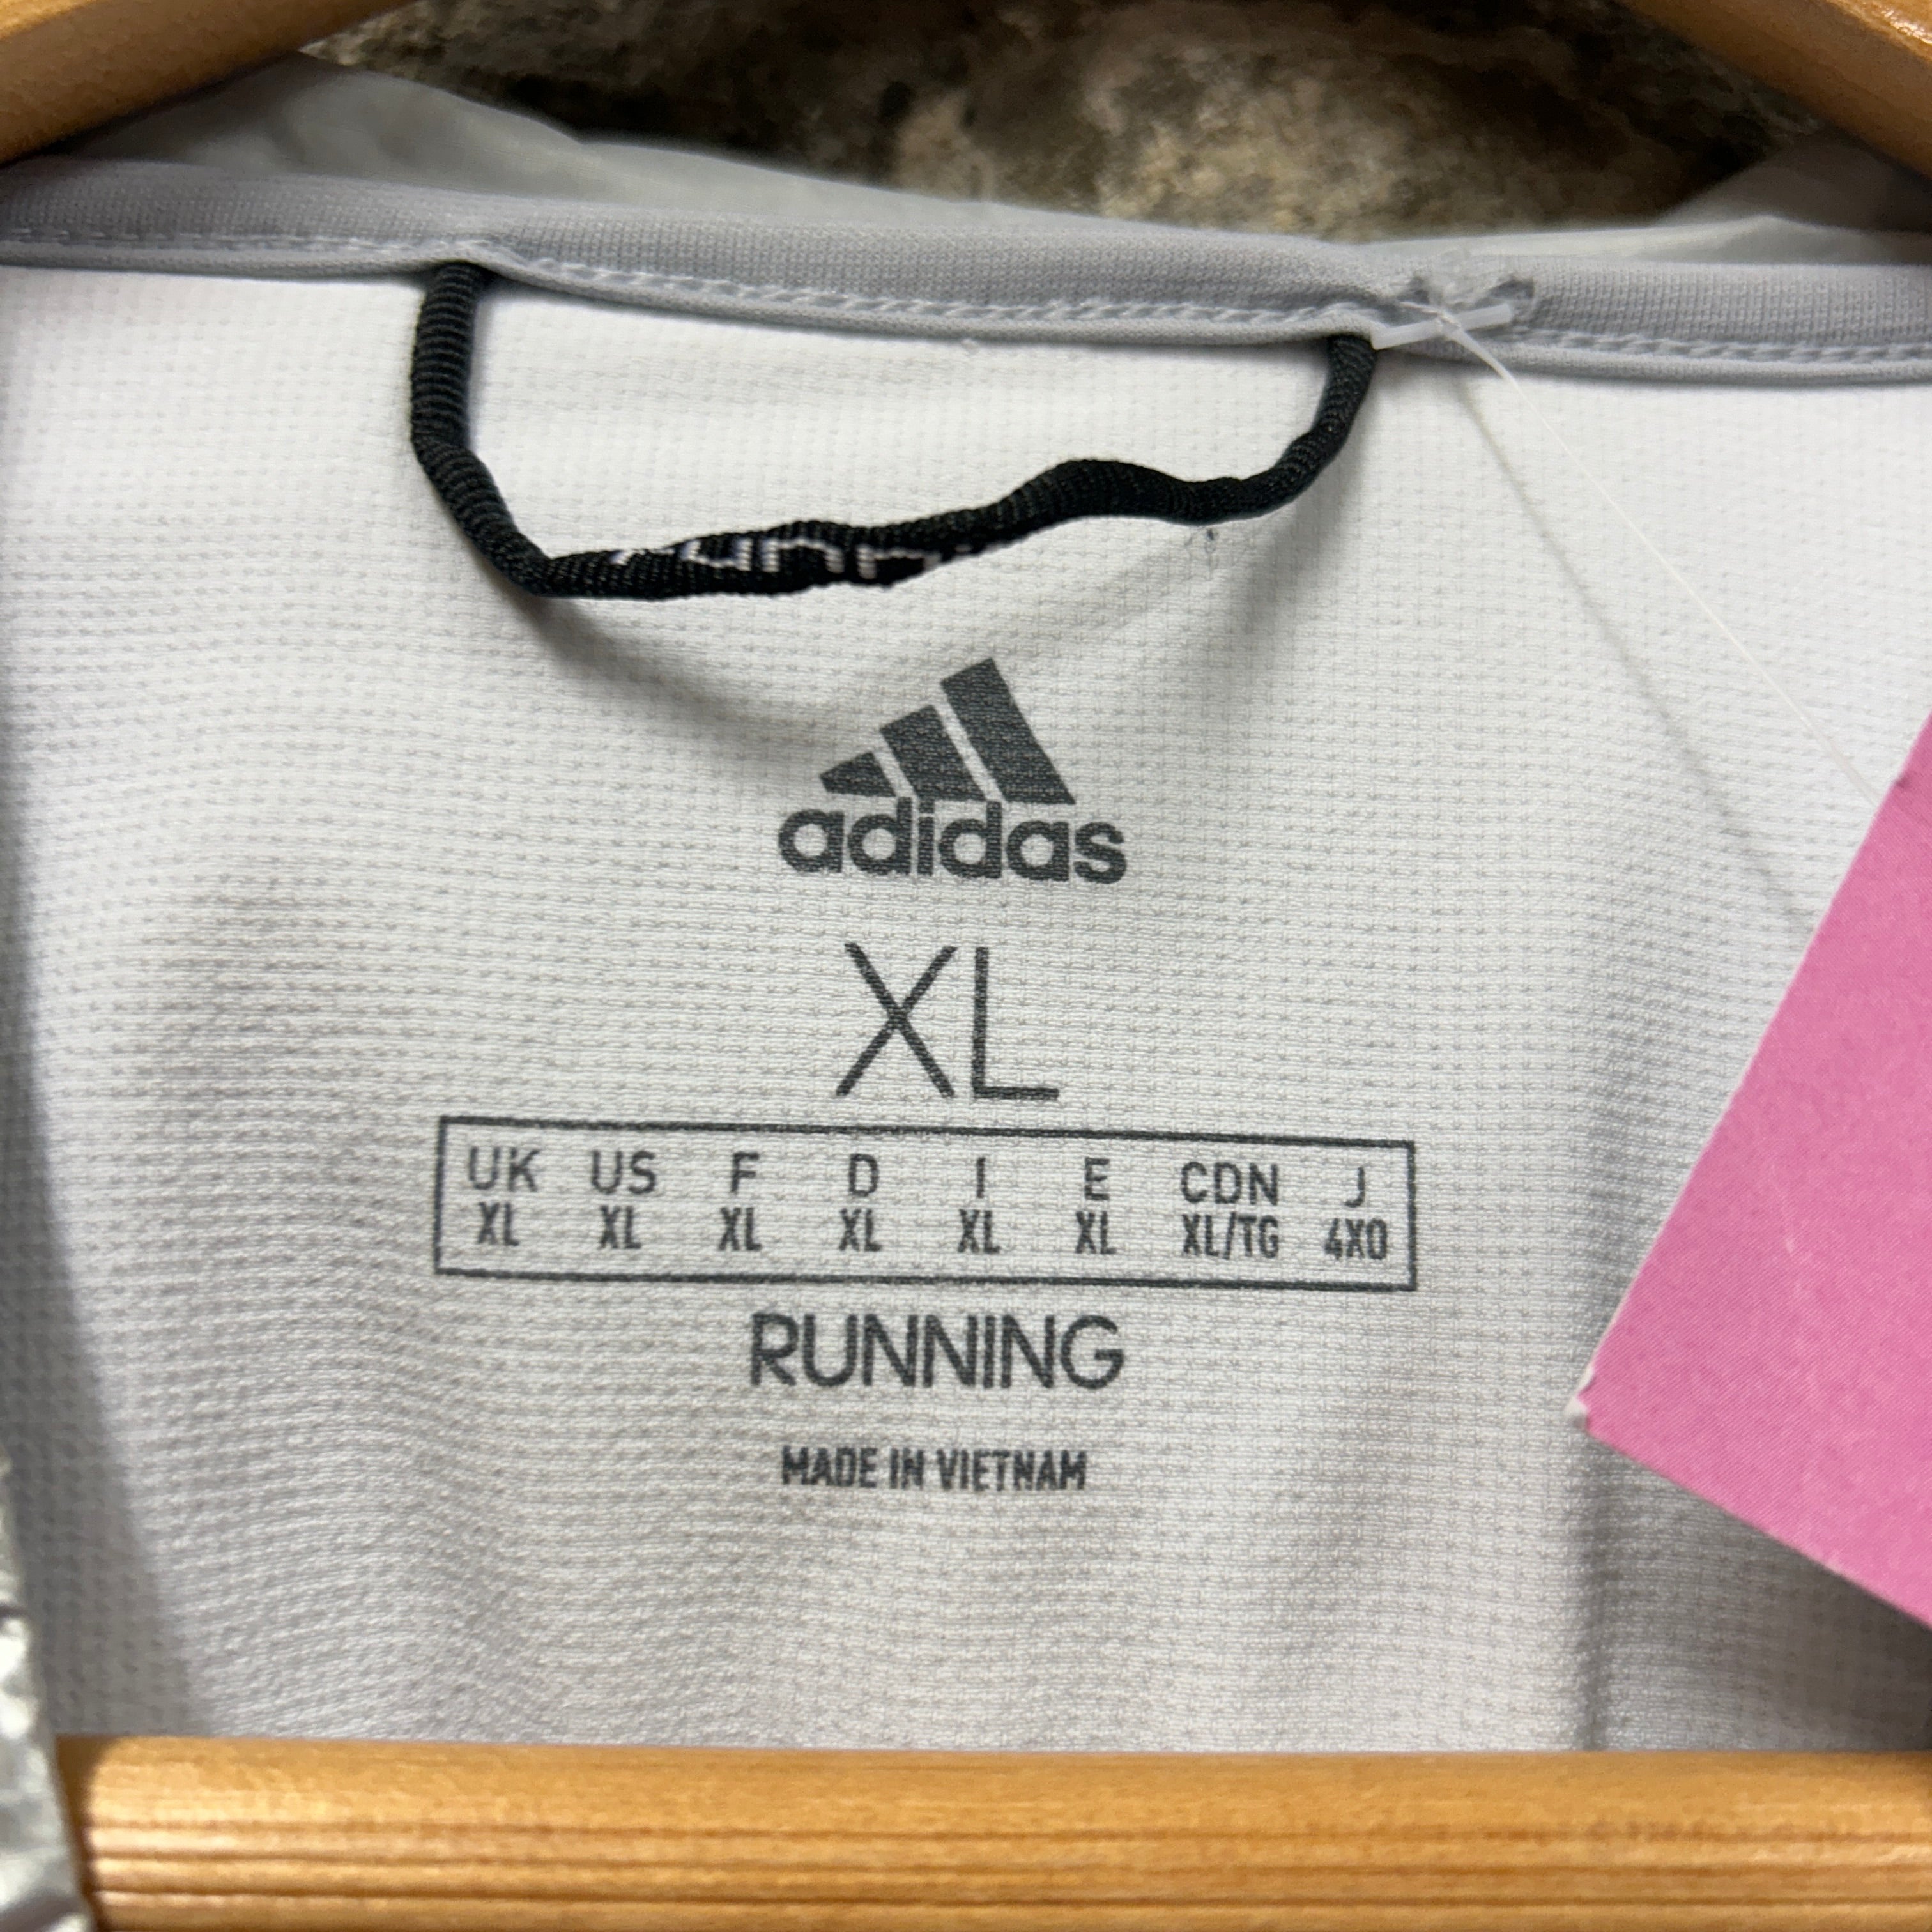 adidas
XL
UK US F D I E CDN J
XL XL XL XL XL XL XL/TG 4XO
RUNNING
MADE IN VIETNAM